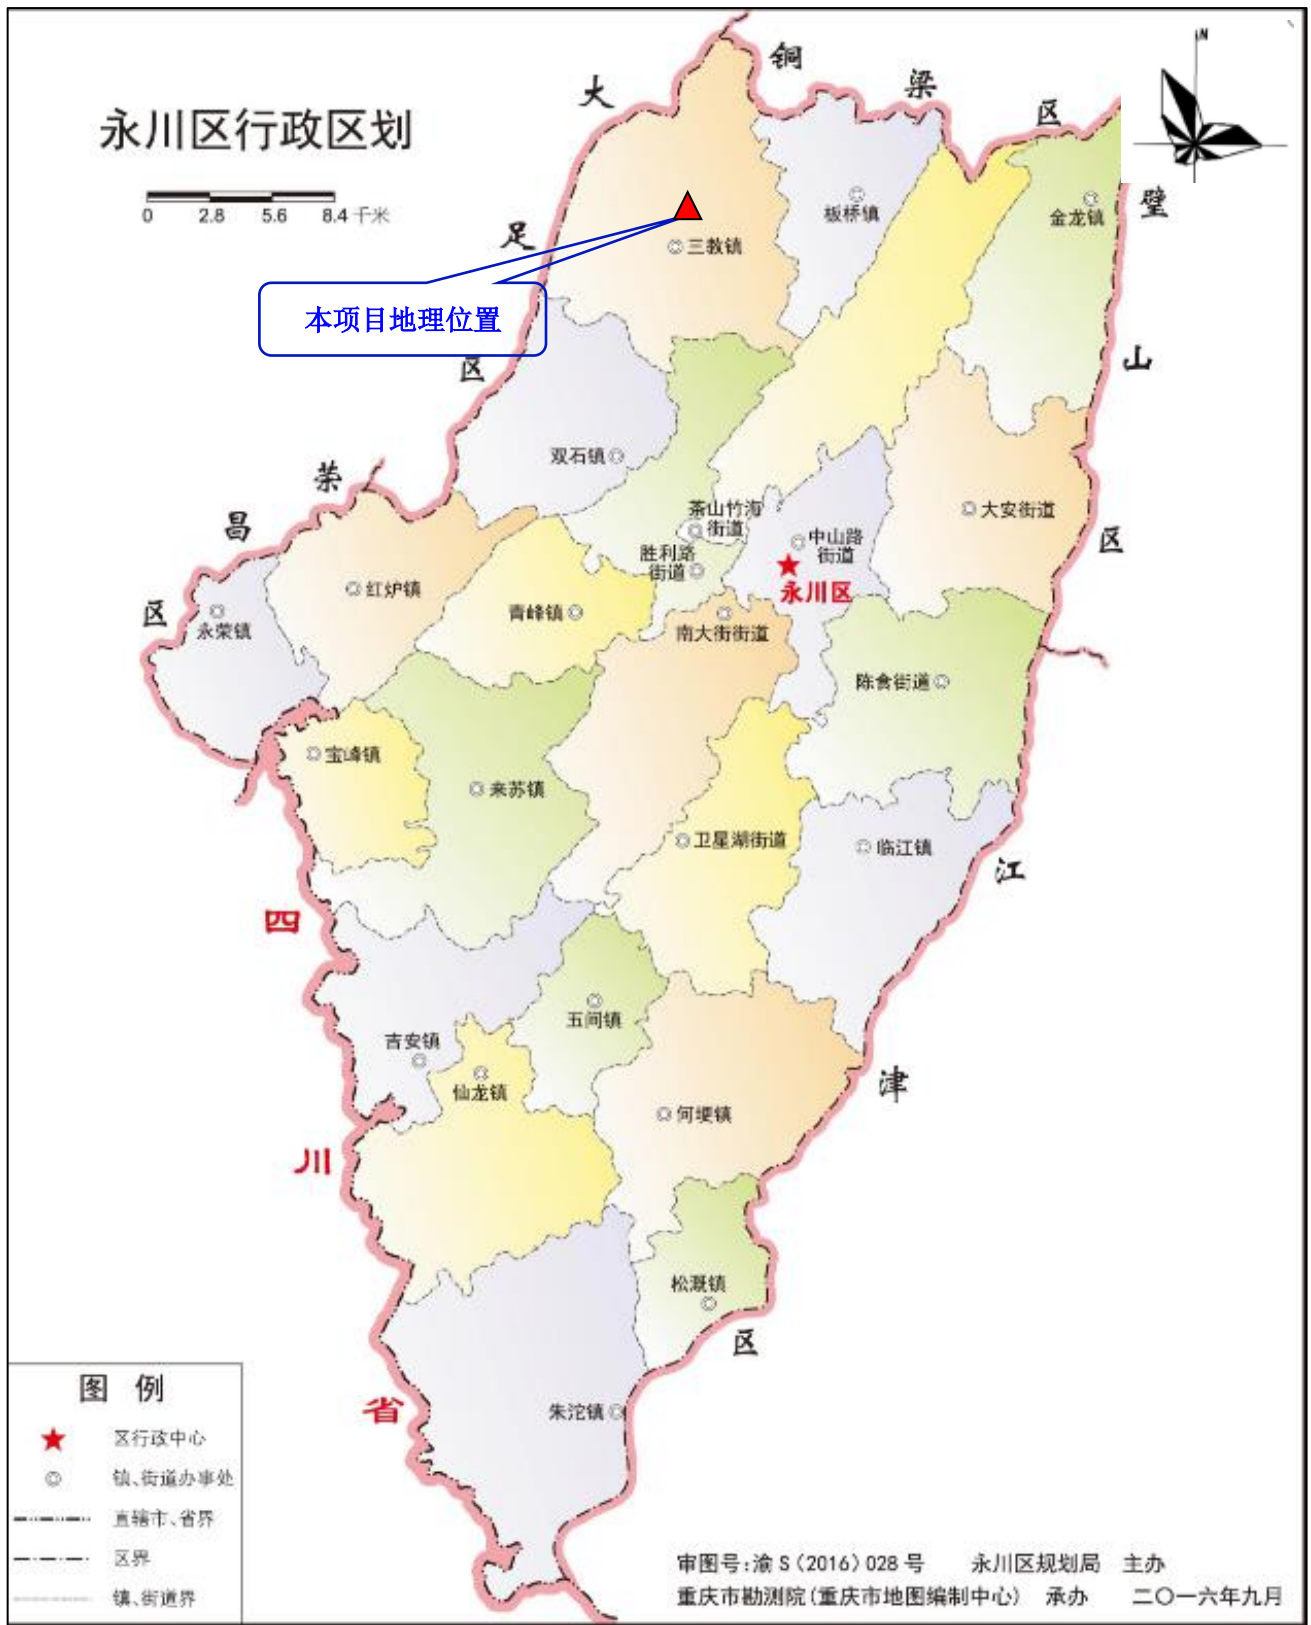 永川区行政区划
0 2.8 5.6 8.4 千米
N
大
足
区
铜
梁
区
璧
山
区
荣
昌
区
江
津
区
四
川
省
本项目地理位置
三教镇
板桥镇
金龙镇
双石镇
茶山竹海
街道
胜利路
街道
中山路
街道
永川区
大安街道
红炉镇
永荣镇
青峰镇
南大街街道
陈食街道
宝峰镇
来苏镇
卫星湖街道
临江镇
五间镇
吉安镇
仙龙镇
何埂镇
松溉镇
朱沱镇
图例
区行政中心
镇、街道办事处
直辖市、省界
区界
镇、街道界
审图号:渝S(2016)028号 永川区规划局 主办
重庆市勘测院(重庆市地图编制中心) 承办 二〇一六年九月